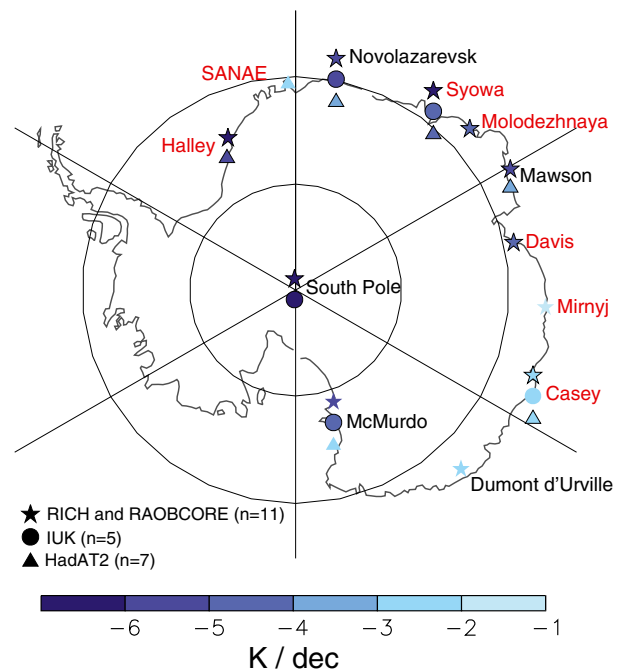 Novolazarevsk
SANAE
Syowa
Molodezhnaya
Halley
Mawson
Davis
South Pole
Mirnyj
Casey
McMurdo
Dumont d'Urville
RICH and RAOBCORE (n=11)
IUK (n=5)
HadAT2 (n=7)
−6 −5 −4 −3 −2 −1
K / dec